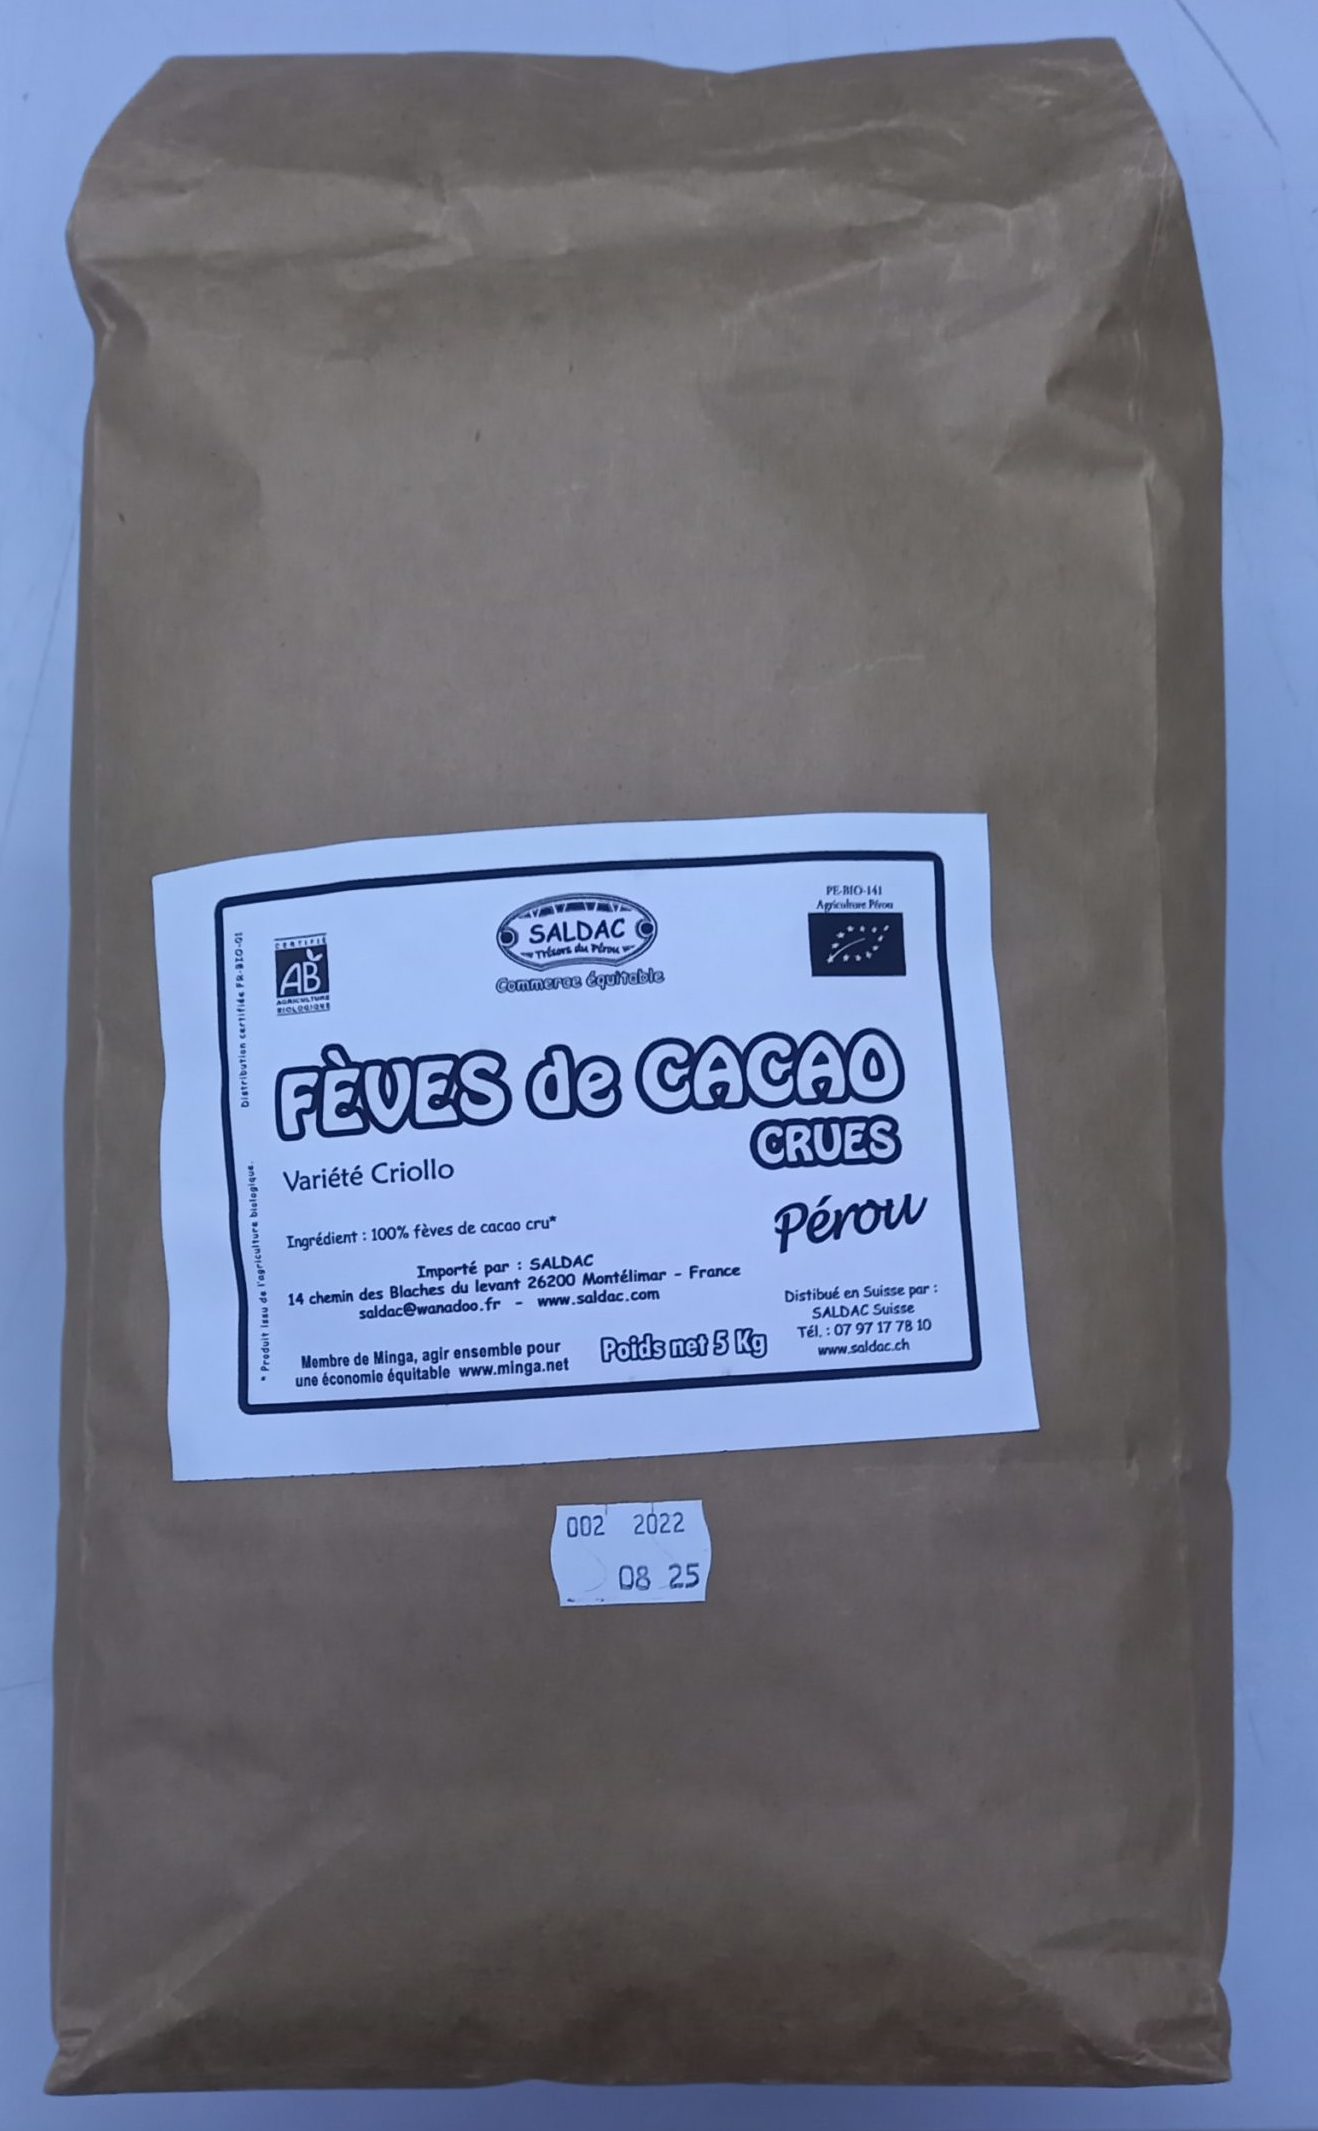 CERTIFIÉ
AB
AGRICULTURE
BIOLOGIQUE
SALDAC
Trésors du Pérou
Commerce équitable
PE-BIO-141
Agriculture Pérou
Distribution certifiée FR-BIO-01
* Produit issu de l'agriculture biologique.
FÈVES de CACAO
CRUES
Variété Criollo
Pérou
Ingrédient : 100% fèves de cacao cru*
Importé par : SALDAC
14 chemin des Blaches du levant 26200 Montélimar - France
saldac@wanadoo.fr - www.saldac.com
Distibué en Suisse par :
SALDAC Suisse
Tél. : 07 97 17 78 10
www.saldac.ch
Membre de Minga, agir ensemble pour
une économie équitable www.minga.net
Poids net 5 Kg
002 2022
08 25